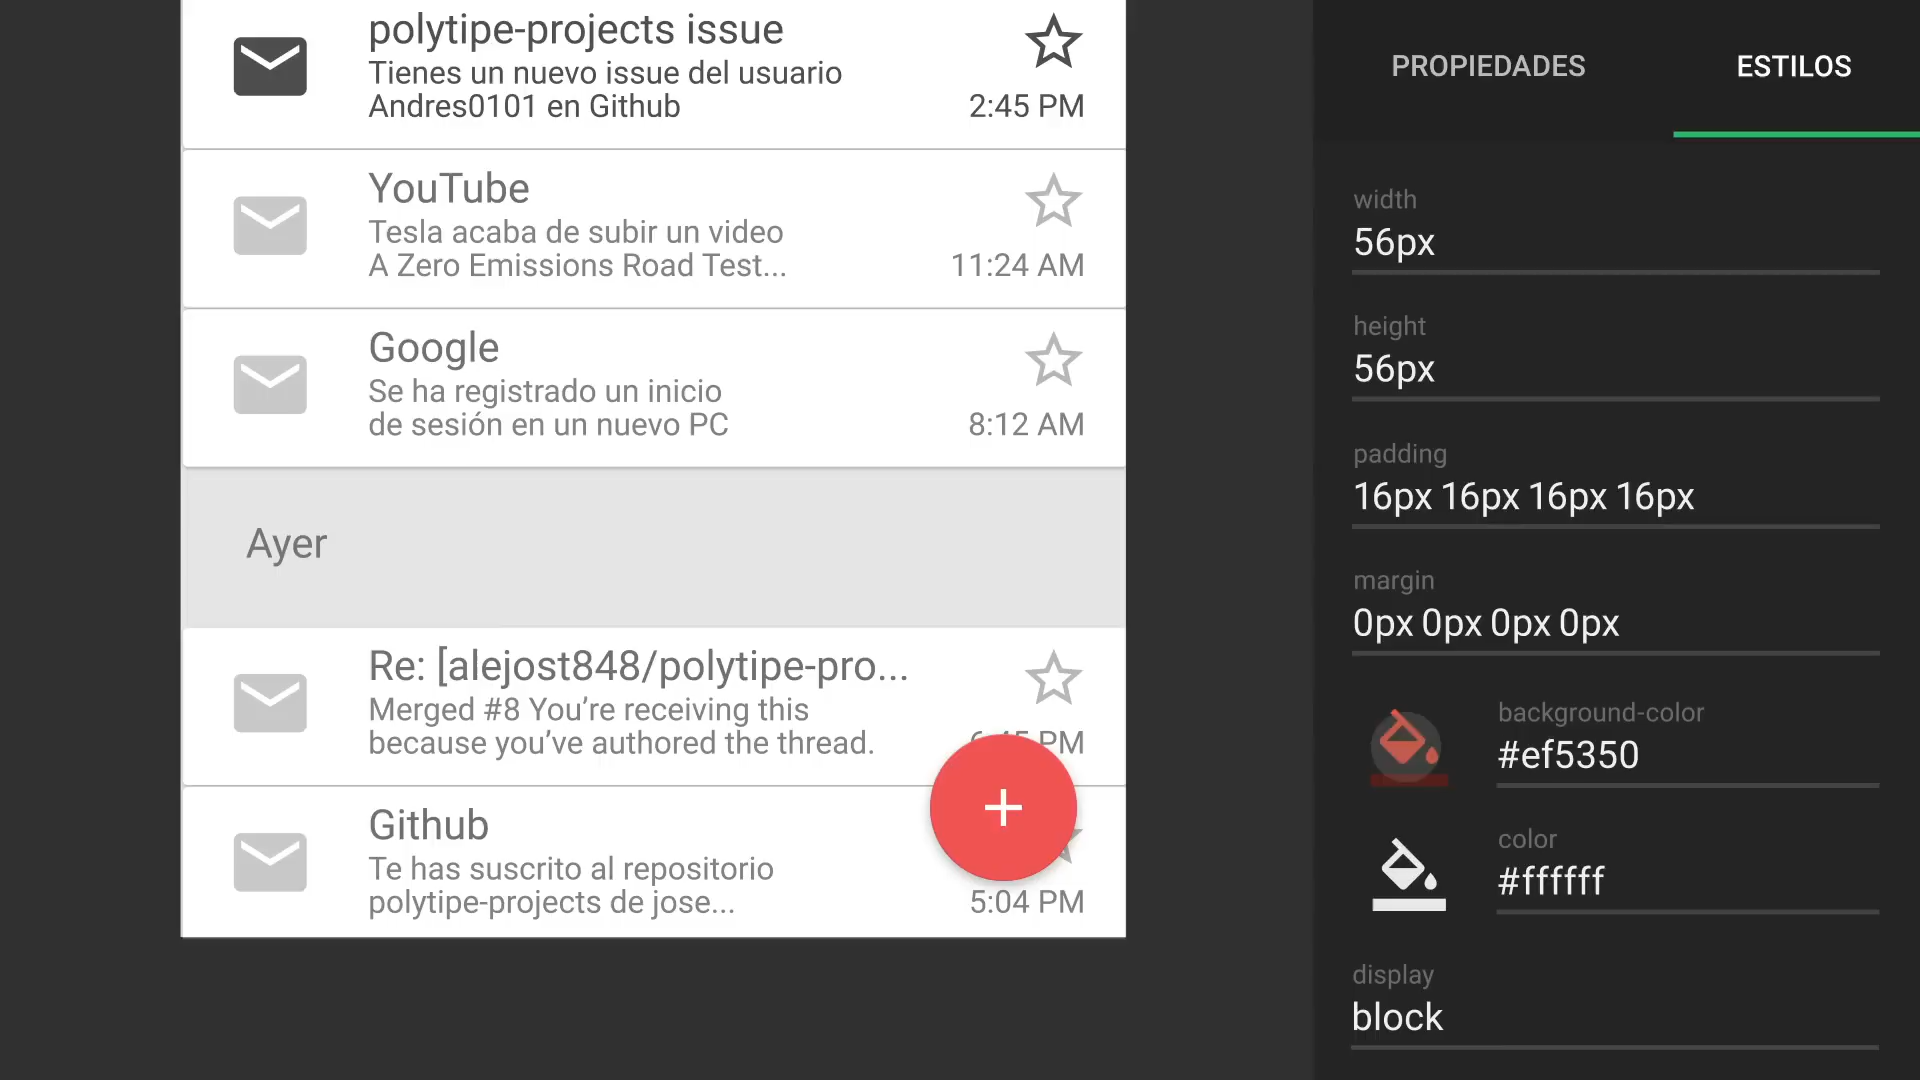 polytipe-projects issue
Tienes un nuevo issue del usuario
Andres0101 en Github
2:45 PM
YouTube
Tesla acaba de subir un video
A Zero Emissions Road Test...
11:24 AM
Google
Se ha registrado un inicio
de sesión en un nuevo PC
8:12 AM
Ayer
Re: [alejost848/polytipe-pro...
Merged #8 You’re receiving this
because you’ve authored the thread.
PM
Github
Te has suscrito al repositorio
polytipe-projects de jose...
5:04 PM
PROPIEDADES
ESTILOS
width
56px
height
56px
padding
16px 16px 16px 16px
margin
0px 0px 0px 0px
background-color
#ef5350
color
#ffffff
display
block